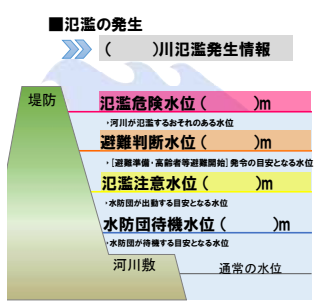 ■氾濫の発生
(　　　)川氾濫発生情報
堤防
氾濫危険水位(　　　)m
・河川が氾濫するおそれのある水位
避難判断水位(　　　)m
・[避難準備・高齢者等避難開始]発令の目安となる水位
氾濫注意水位(　　　)m
・水防団が出動する目安となる水位
水防団待機水位(　　　)m
・水防団が待機する目安となる水位
河川敷
通常の水位